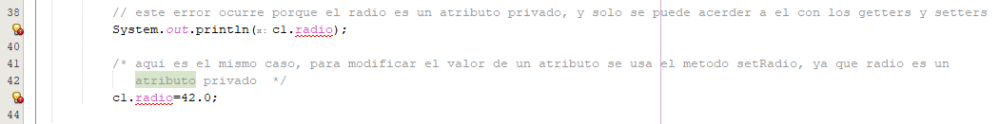 38 // este error ocurre porque el radio es un atributo privado, y solo se puede acerder a el con los getters y setters
System.out.println(x: cl.radio);
40
41 /* aqui es el mismo caso, para modificar el valor de un atributo se usa el metodo setRadio, ya que radio es un
42 atributo privado */
cl.radio=42.0;
44